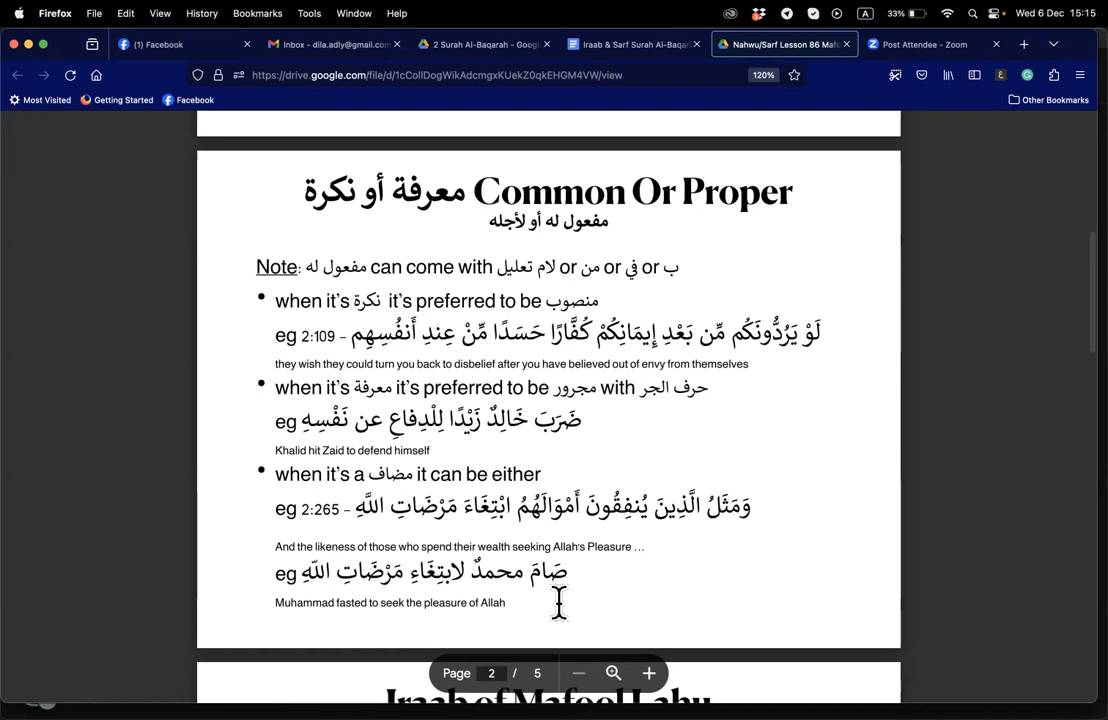 Firefox File Edit View History Bookmarks Tools Window Help A 33% Wed 6 Dec 15:15
(1) Facebook Inbox - dila.adly@gmail.com 2 Surah Al-Baqarah - Googl Iraab & Sarf Surah Al-Baq Nahwu/Sarf Lesson 86 Maf Post Attendee - Zoom
https://drive.google.com/file/d/1cCollDogWikAdcmgxKUekZ0qkEHGM4VW/view 120%
Most Visited Getting Started Facebook Other Bookmarks
معرفة أو نكرة Common Or Proper
مفعول له أو لأجله
Note: مفعول له can come with لام تعليل or من or في or ب
• when it's نكرة it's preferred to be منصوب
eg 2:109 – لَوْ يَرُدُّونَكُم مِّن بَعْدِ إِيمَانِكُمْ كُفَّارًا حَسَدًا مِّنْ عِندِ أَنفُسِهِم
they wish they could turn you back to disbelief after you have believed out of envy from themselves
• when it's معرفة it's preferred to be مجرور with حرف الجر
eg ضَرَبَ خَالِدٌ زَيْدًا لِلْدِفاعِ عن نَفْسِهِ
Khalid hit Zaid to defend himself
• when it's a مضاف it can be either
eg 2:265 – وَمَثَلُ الَّذِينَ يُنفِقُونَ أَمْوَالَهُمُ ابْتِغَاءَ مَرْضَاتِ اللَّهِ
And the likeness of those who spend their wealth seeking Allah's Pleasure ...
eg صَامَ محمدٌ لابتِغَاءِ مَرْضَاتِ اللّهِ
Muhammad fasted to seek the pleasure of Allah
Page 2 / 5
Iraab of Mafool Lahu